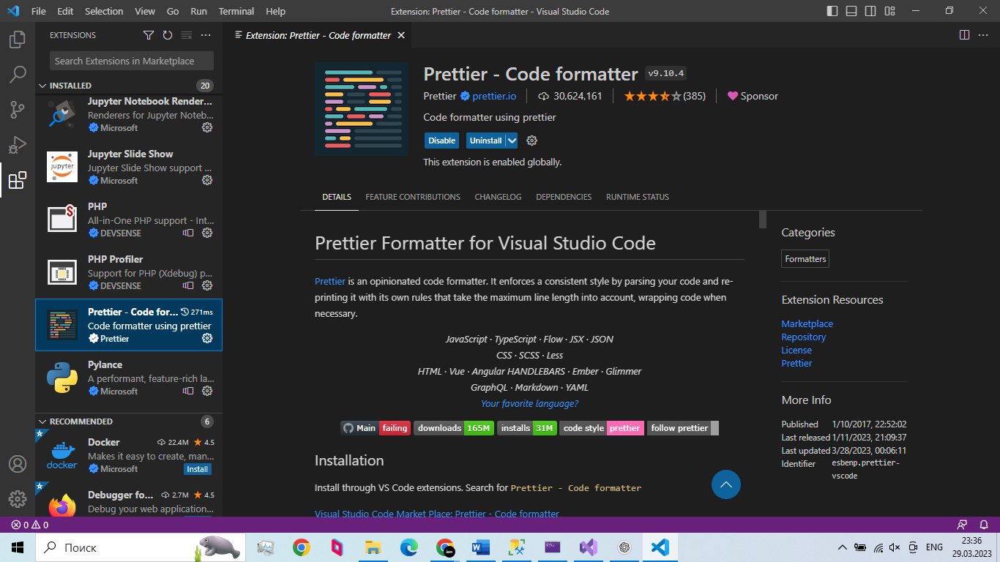 File Edit Selection View Go Run Terminal Help
Extension: Prettier - Code formatter - Visual Studio Code
EXTENSIONS
Search Extensions in Marketplace
INSTALLED 20
Jupyter Notebook Render...
Renderers for Jupyter Noteb...
Microsoft
jupyter
Jupyter Slide Show
Jupyter Slide Show support ...
Microsoft
PHP
All-in-One PHP support - Int...
DEVSENSE
PHP Profiler
Support for PHP (Xdebug) p...
DEVSENSE
Prettier - Code for... 271ms
Code formatter using prettier
Prettier
Pylance
A performant, feature-rich la...
Microsoft
RECOMMENDED 6
docker
Docker 22.4M 4.5
Makes it easy to create, man...
Microsoft Install
Debugger fo... 2.7M 4.5
Debug your web application...
Extension: Prettier - Code formatter
Prettier - Code formatter v9.10.4
Prettier prettier.io 30,624,161 (385) Sponsor
Code formatter using prettier
Disable Uninstall
This extension is enabled globally.
DETAILS FEATURE CONTRIBUTIONS CHANGELOG DEPENDENCIES RUNTIME STATUS
Prettier Formatter for Visual Studio Code
Prettier is an opinionated code formatter. It enforces a consistent style by parsing your code and re-
printing it with its own rules that take the maximum line length into account, wrapping code when
necessary.
JavaScript · TypeScript · Flow · JSX · JSON
CSS · SCSS · Less
HTML · Vue · Angular HANDLEBARS · Ember · Glimmer
GraphQL · Markdown · YAML
Your favorite language?
Main failing downloads 165M installs 31M code style prettier follow prettier
Installation
Install through VS Code extensions. Search for Prettier - Code formatter
Visual Studio Code Market Place: Prettier - Code formatter
Categories
Formatters
Extension Resources
Marketplace
Repository
License
Prettier
More Info
Published 1/10/2017, 22:52:02
Last released 1/11/2023, 21:09:37
Last updated 3/28/2023, 00:06:11
Identifier esbenp.prettier-
vscode
0 0
Поиск
ENG
23:36
29.03.2023